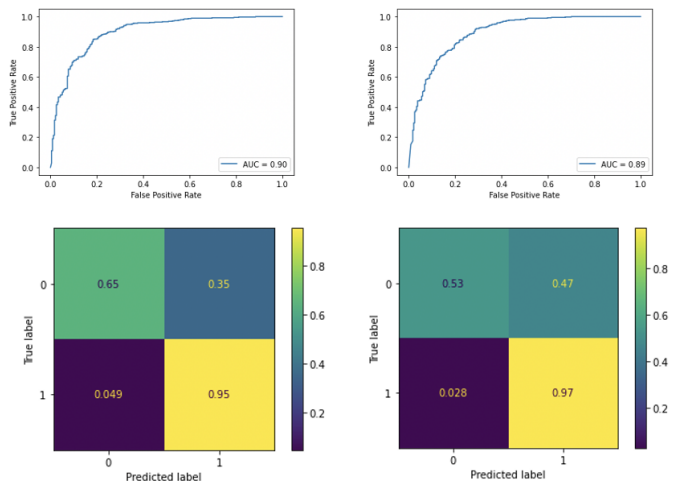 1.0
0.8
0.6
0.4
0.2
0.0
True Positive Rate
AUC = 0.90
0.0 0.2 0.4 0.6 0.8 1.0
False Positive Rate
1.0
0.8
0.6
0.4
0.2
0.0
True Positive Rate
AUC = 0.89
0.0 0.2 0.4 0.6 0.8 1.0
False Positive Rate
True label
0
1
0.65 0.35
0.049 0.95
0 1
Predicted label
0.8
0.6
0.4
0.2
True label
0
1
0.53 0.47
0.028 0.97
0 1
Predicted label
0.8
0.6
0.4
0.2